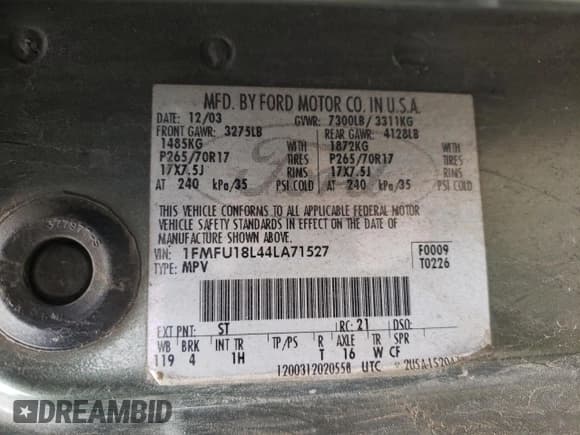 MFD. BY FORD MOTOR CO. IN U.S.A.
DATE: 12/03 GVWR: 7300LB/ 3311KG
FRONT GAWR: 3275LB REAR GAWR: 4128LB
1485KG WITH 1872KG WITH
P265/70R17 TIRES P265/70R17 TIRES
17X7.5J RIMS 17X7.5J RIMS
AT 240 kPa/35 PSI COLD AT 240 kPa/35 PSI COLD
THIS VEHICLE CONFORMS TO ALL APPLICABLE FEDERAL MOTOR
VEHICLE SAFETY STANDARDS IN EFFECT ON THE DATE OF
MANUFACTURE SHOWN ABOVE.
VIN: 1FMFU18L44LA71527 F0009
TYPE: MPV T0226
EXT PNT: ST RC: 21 DSO:
WB BRK INT TR TP/PS R AXLE TR SPR
119 4 1H T 16 W CF
1200312020558 UTC
Ford
DREAMBID